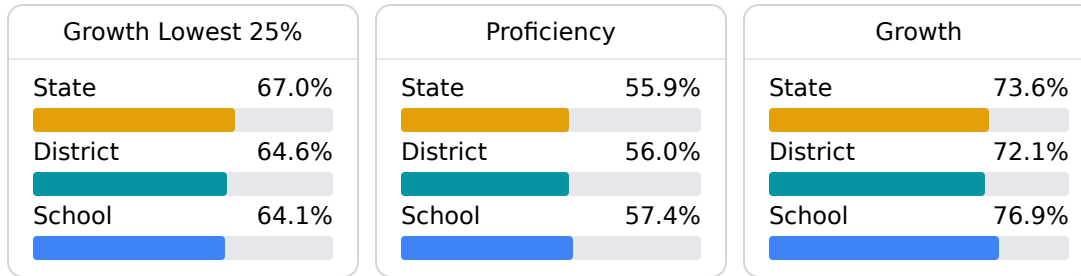 Growth Lowest 25%
State 67.0%
District 64.6%
School 64.1%
Proficiency
State 55.9%
District 56.0%
School 57.4%
Growth
State 73.6%
District 72.1%
School 76.9%